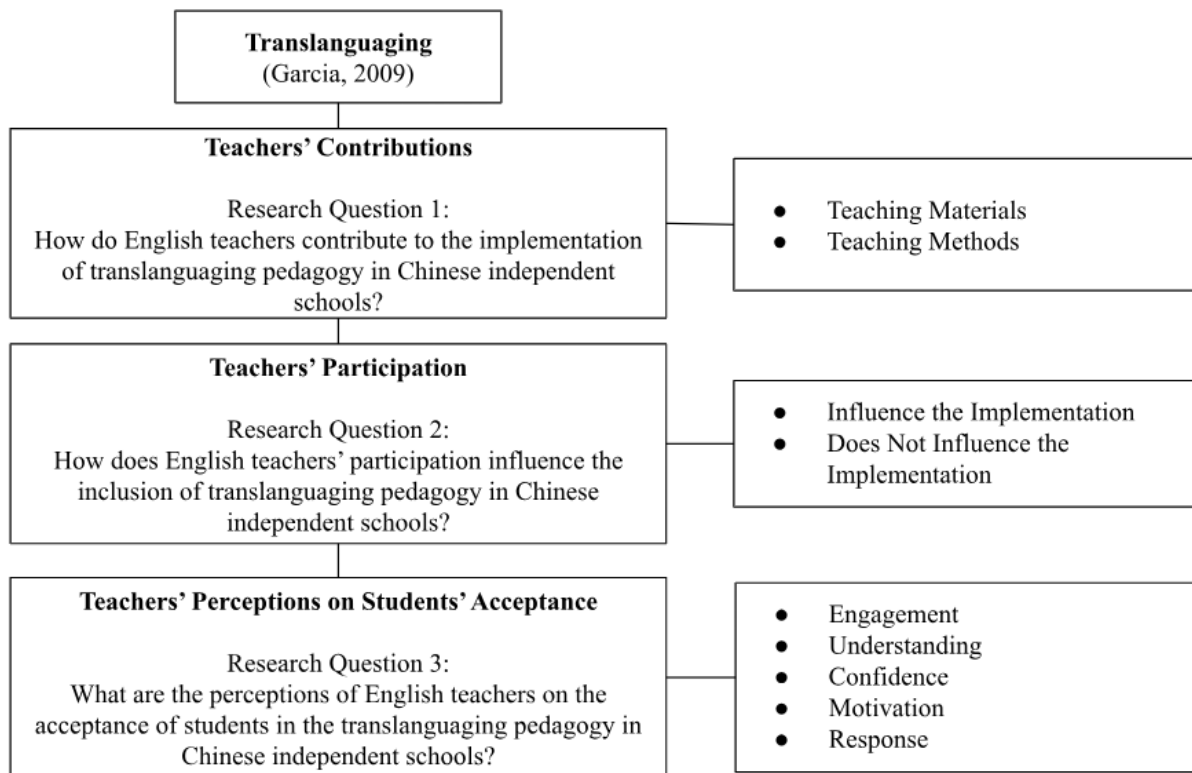 Translanguaging
(Garcia, 2009)
Teachers’ Contributions
Research Question 1:
How do English teachers contribute to the implementation
of translanguaging pedagogy in Chinese independent
schools?
● Teaching Materials
● Teaching Methods
Teachers’ Participation
Research Question 2:
How does English teachers’ participation influence the
inclusion of translanguaging pedagogy in Chinese
independent schools?
● Influence the Implementation
● Does Not Influence the
Implementation
Teachers’ Perceptions on Students’ Acceptance
Research Question 3:
What are the perceptions of English teachers on the
acceptance of students in the translanguaging pedagogy in
Chinese independent schools?
● Engagement
● Understanding
● Confidence
● Motivation
● Response